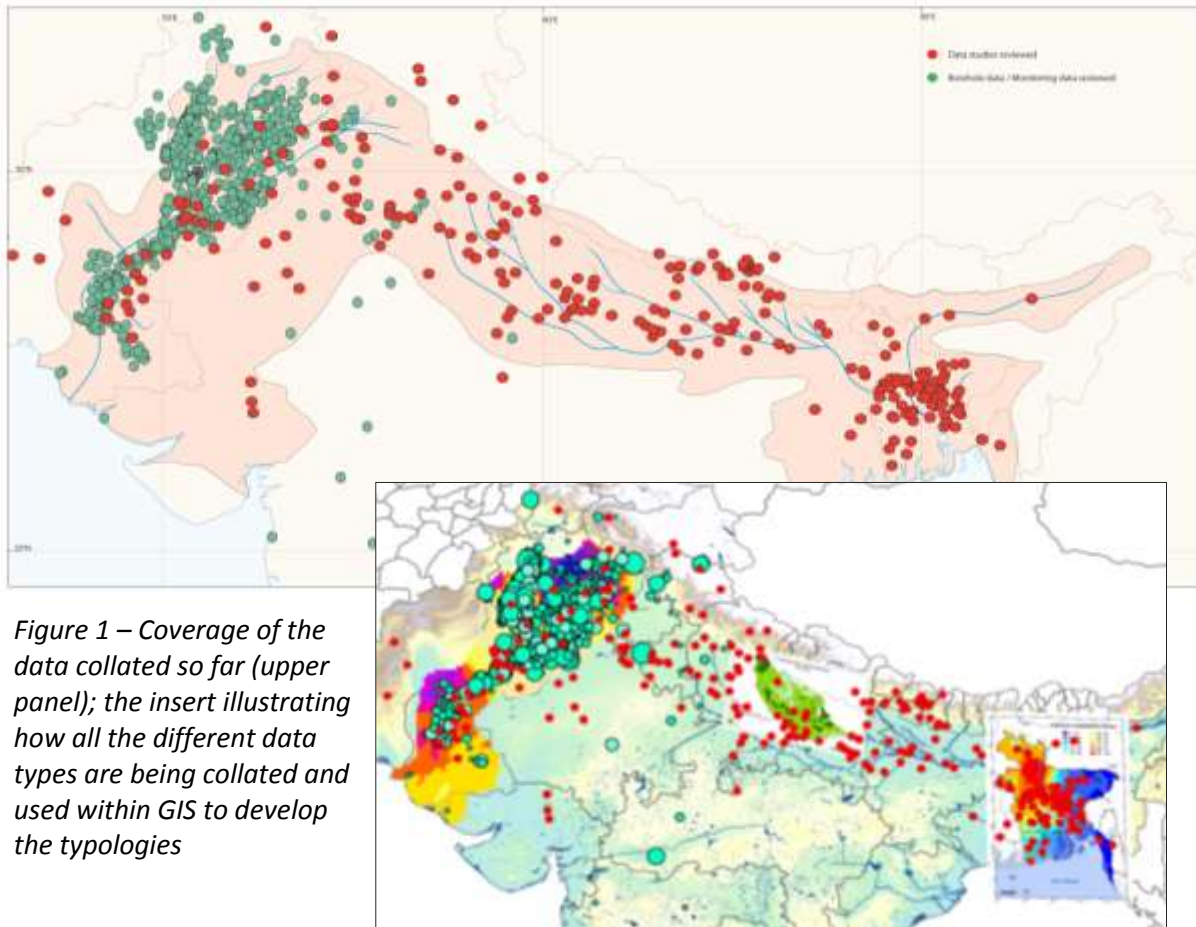 Data studies reviewed
Borehole data / Monitoring data reviewed
Figure 1 – Coverage of the
data collated so far (upper
panel); the insert illustrating
how all the different data
types are being collated and
used within GIS to develop
the typologies